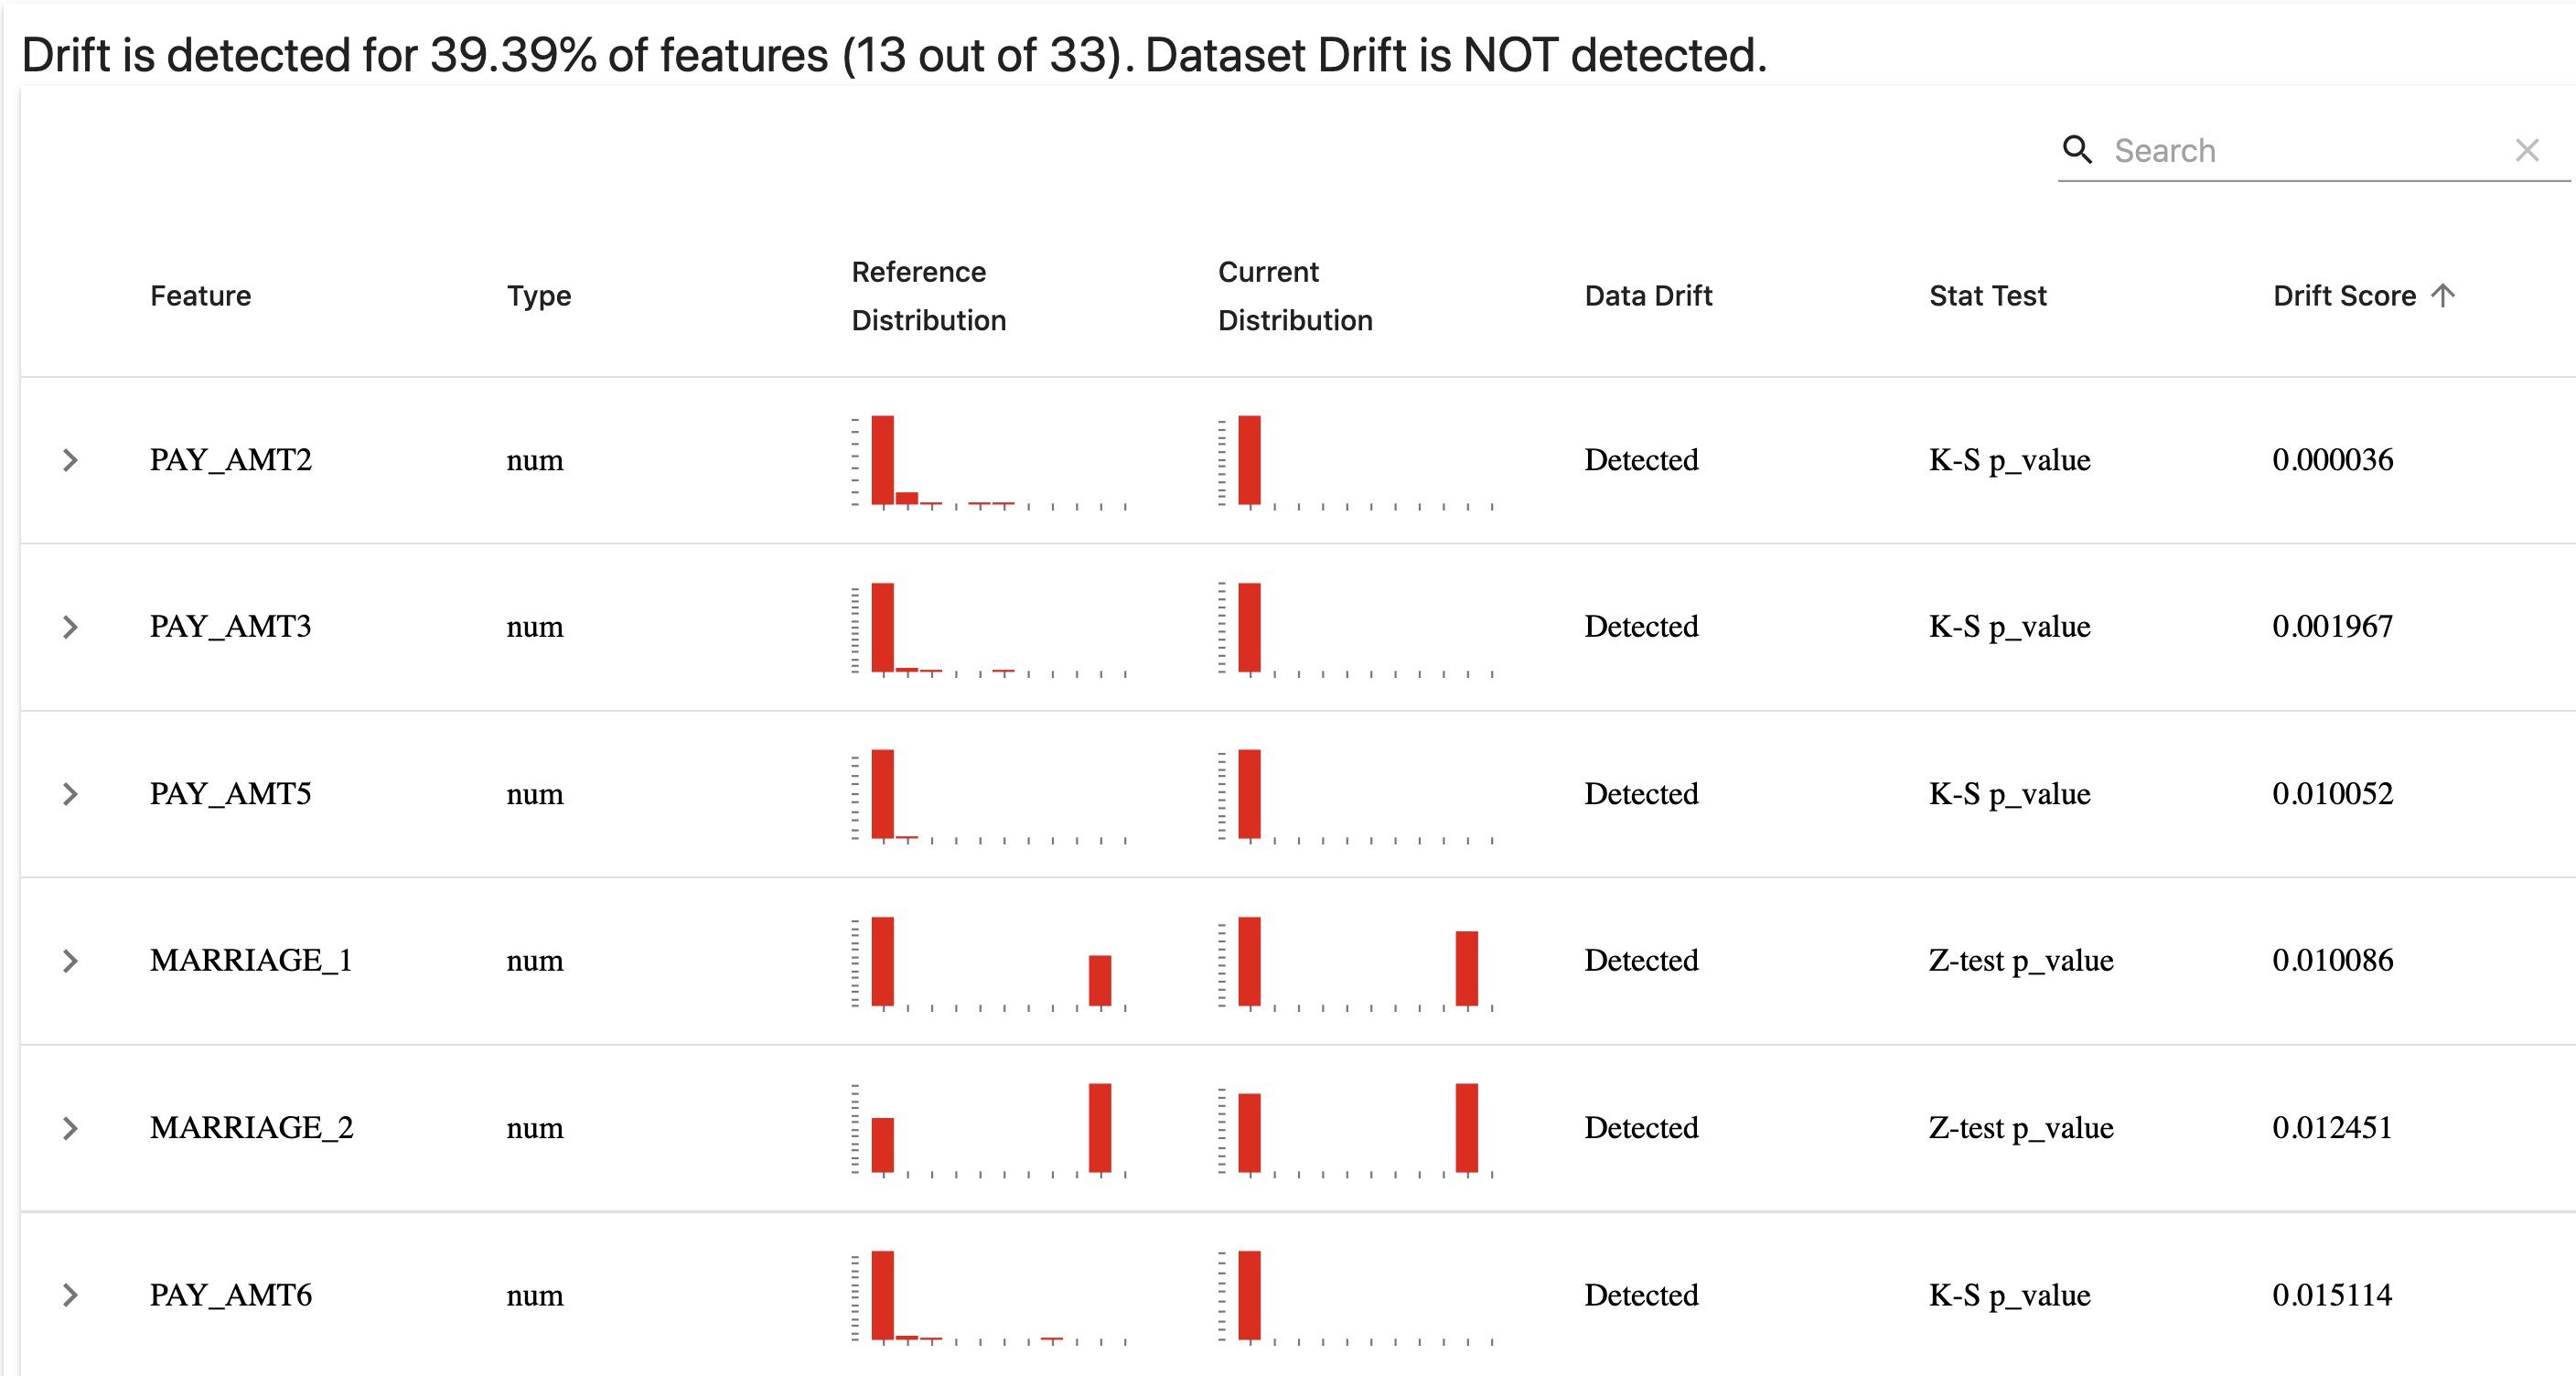 Drift is detected for 39.39% of features (13 out of 33). Dataset Drift is NOT detected.
Search
Feature Type Reference Distribution Current Distribution Data Drift Stat Test Drift Score
PAY_AMT2 num Detected K-S p_value 0.000036
PAY_AMT3 num Detected K-S p_value 0.001967
PAY_AMT5 num Detected K-S p_value 0.010052
MARRIAGE_1 num Detected Z-test p_value 0.010086
MARRIAGE_2 num Detected Z-test p_value 0.012451
PAY_AMT6 num Detected K-S p_value 0.015114